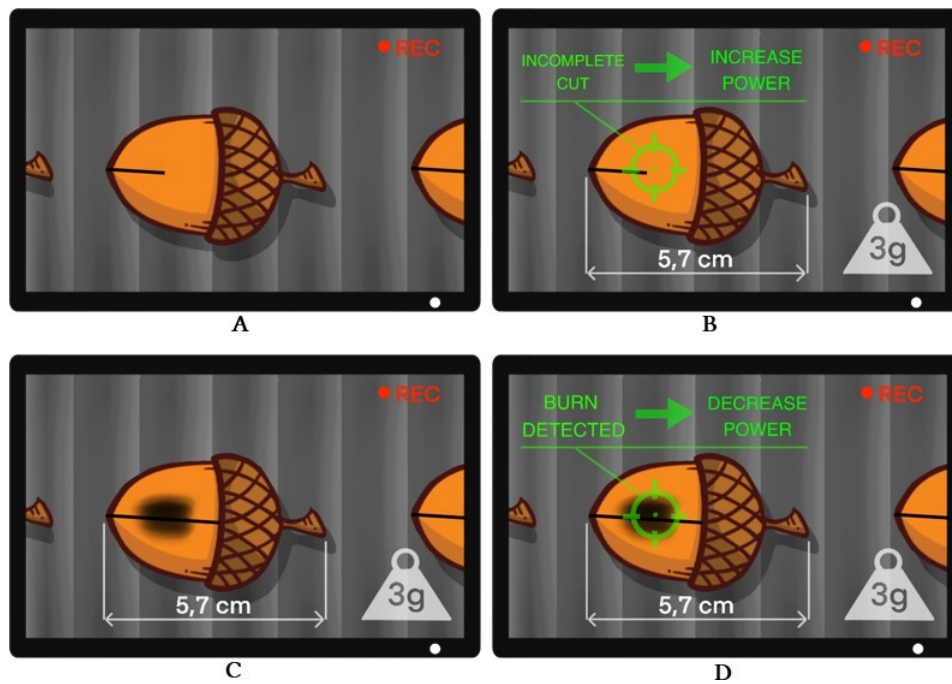 REC
A
REC
INCOMPLETE
CUT
INCREASE
POWER
5,7 cm
3g
B
REC
5,7 cm
3g
C
REC
BURN
DETECTED
DECREASE
POWER
5,7 cm
3g
D